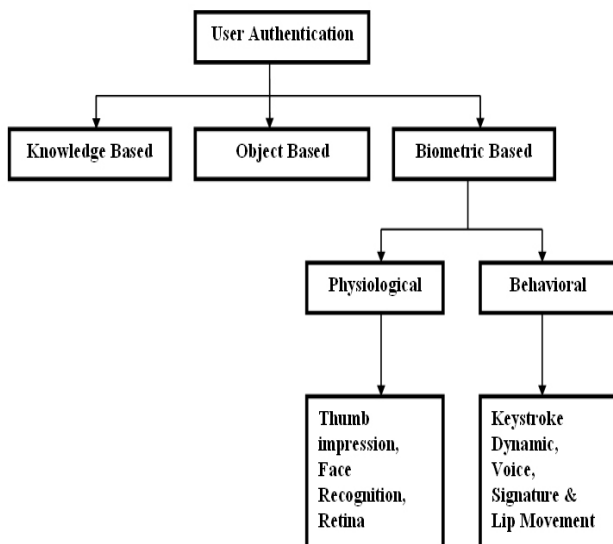 User Authentication
Knowledge Based
Object Based
Biometric Based
Physiological
Behavioral
Thumb
impression,
Face
Recognition,
Retina
Keystroke
Dynamic,
Voice,
Signature &
Lip Movement